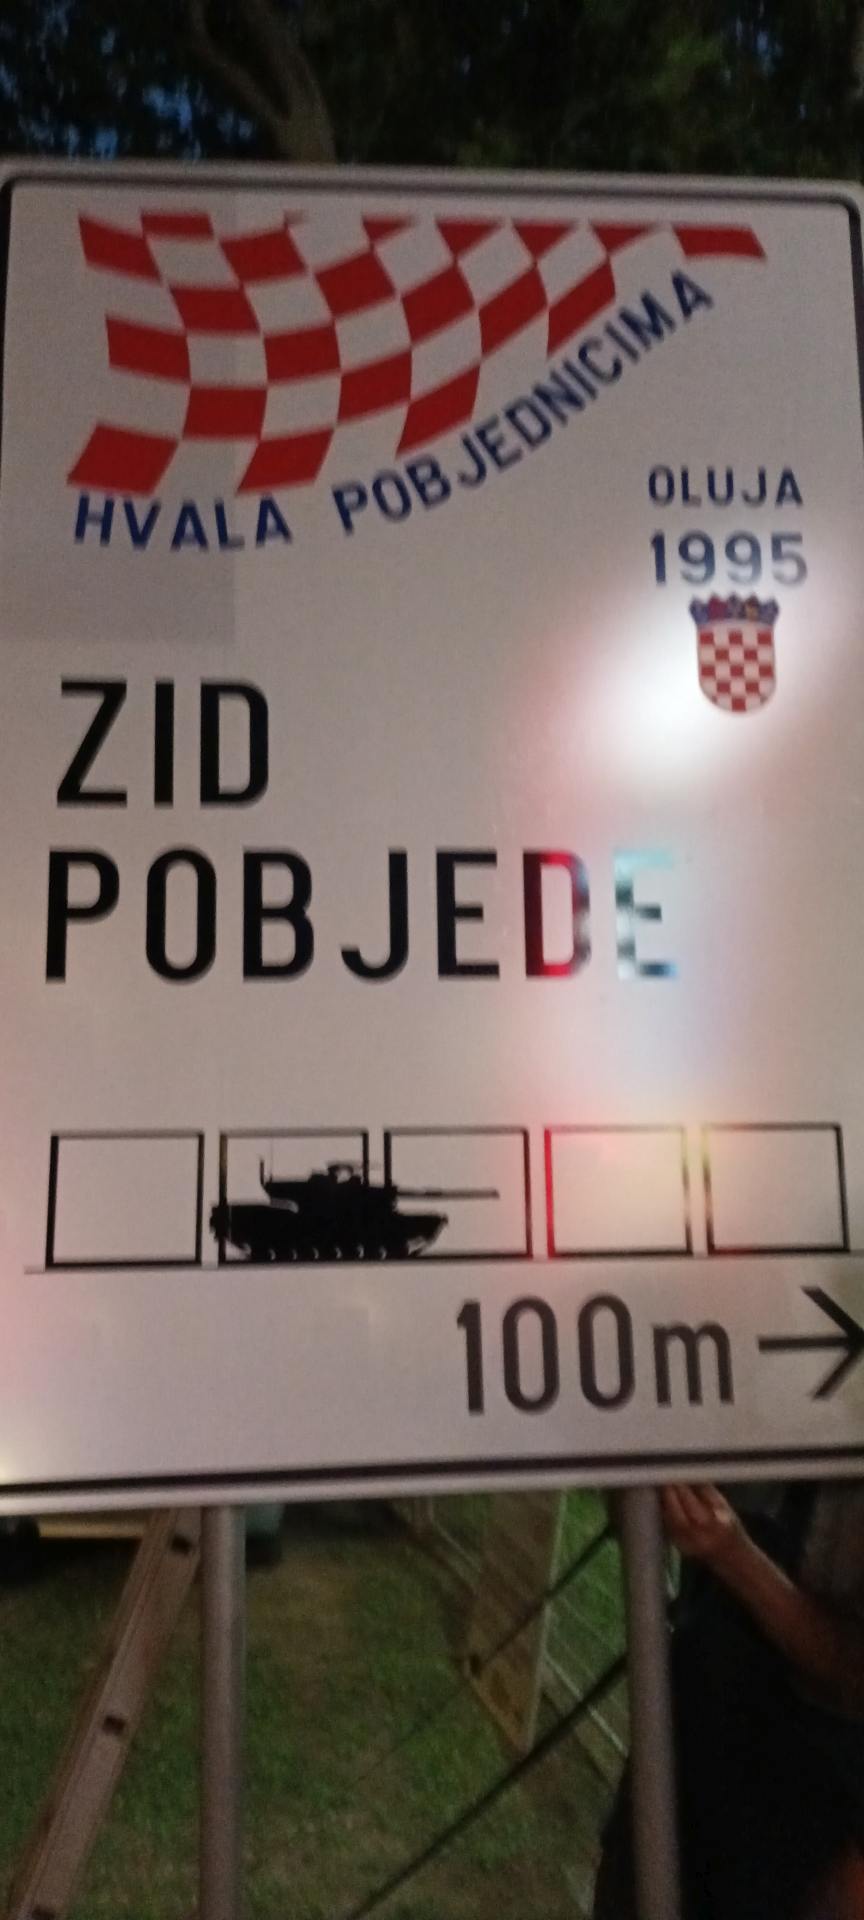 HVALA POBJEDNICIMA
OLUJA
1995
ZID
POBJEDE
100m